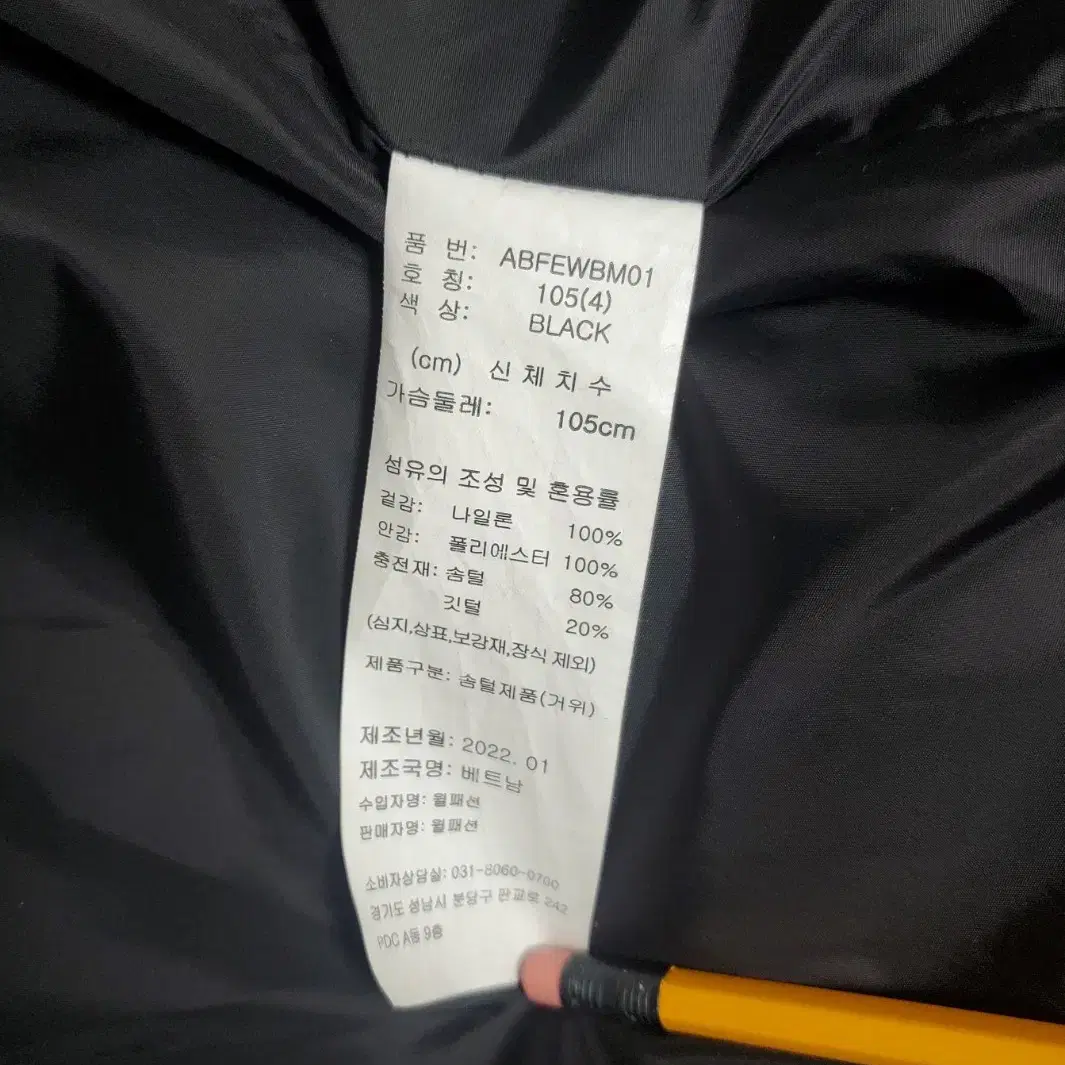 품 번: ABFEWBM01
호 칭: 105(4)
색 상: BLACK
(cm) 신 체 치 수
가슴둘레: 105cm
섬유의 조성 및 혼용률
겉감: 나일론 100%
안감: 폴리에스터 100%
충전재: 솜털 80%
깃털 20%
(심지,상표,보강재,장식 제외)
제품구분: 솜털제품(거위)
제조년월: 2022. 01
제조국명: 베트남
수입자명: 월패션
판매자명: 월패션
소비자상담실: 031-8060-0700
경기도 성남시 분당구 판교로 242
PDC A동 9층